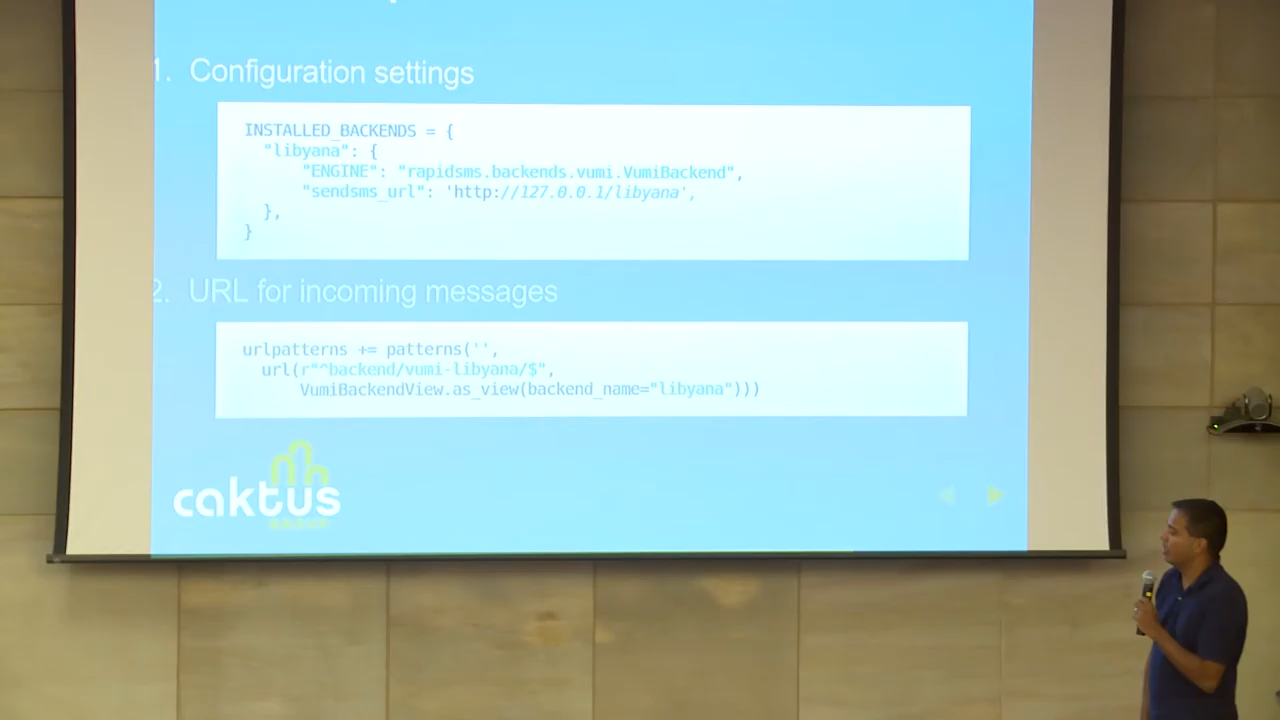 1. Configuration settings
INSTALLED_BACKENDS = {
"libyana": {
"ENGINE": "rapidsms.backends.vumi.VumiBackend",
"sendsms_url": 'http://127.0.0.1/libyana',
},
}
2. URL for incoming messages
urlpatterns += patterns('',
url(r"^backend/vumi-libyana/$",
VumiBackendView.as_view(backend_name="libyana")))
caktus
GROUP